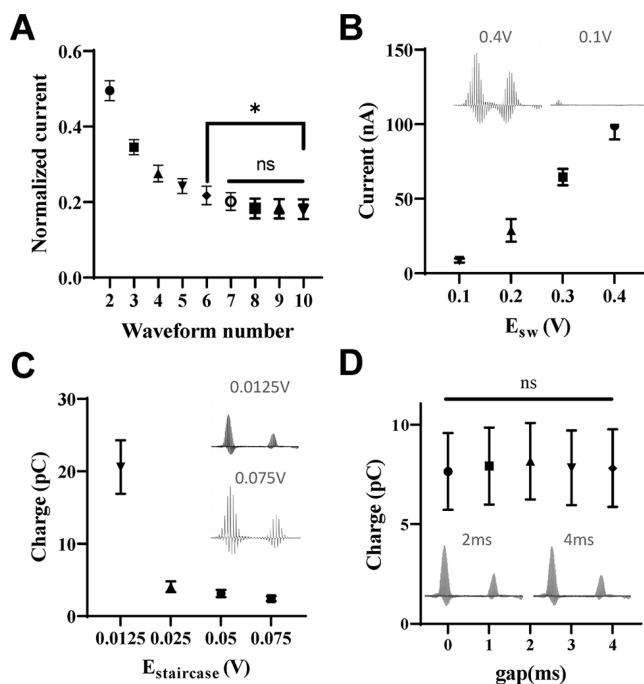 A
Normalized current
0.6
0.4
0.2
0.0
*
ns
2 3 4 5 6 7 8 9 10
Waveform number
B
Current (nA)
150
100
50
0
0.4V
0.1V
0.1 0.2 0.3 0.4
Esw (V)
C
Charge (pC)
30
20
10
0
0.0125V
0.075V
0.0125 0.025 0.05 0.075
Estaircase (V)
D
Charge (pC)
10
5
0
ns
2ms
4ms
0 1 2 3 4
gap(ms)